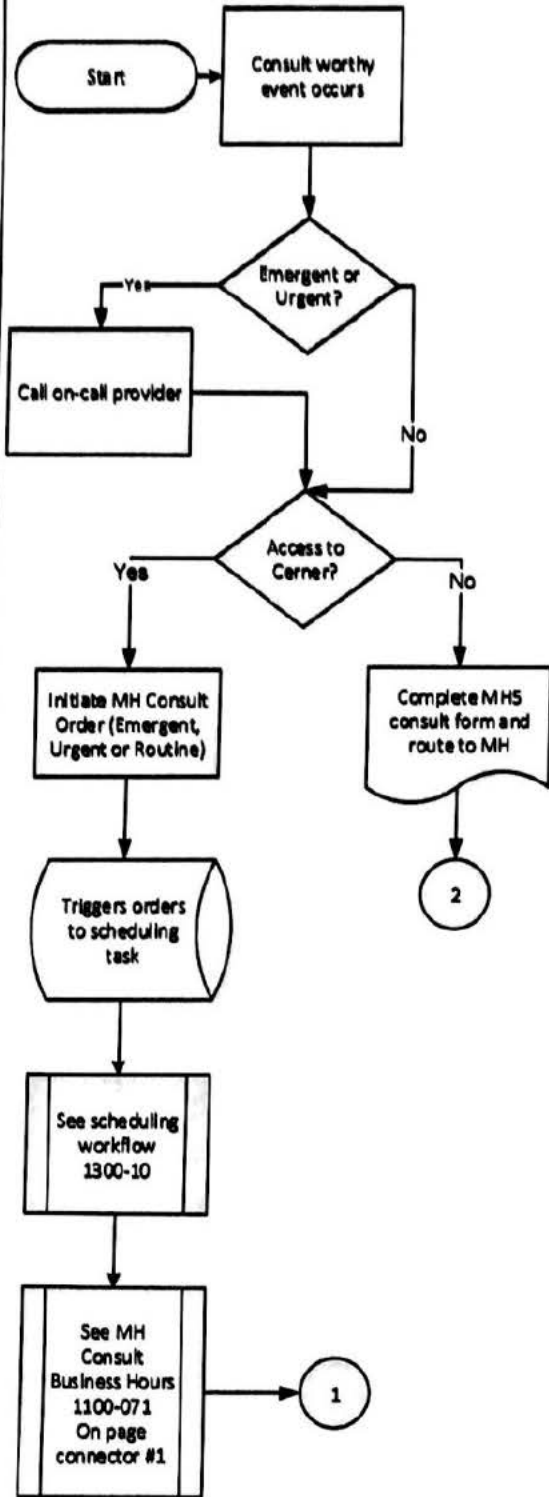 Start
Consult worthy
event occurs
Emergent or
Urgent?
Yes
Call on-call provider
No
Access to
Cerner?
Yes
No
Initiate MH Consult
Order (Emergent,
Urgent or Routine)
Complete MHS
consult form and
route to MH
2
Triggers orders
to scheduling
task
See scheduling
workflow
1300-10
See MH
Consult
Business Hours
1100-071
On page
connector #1
1